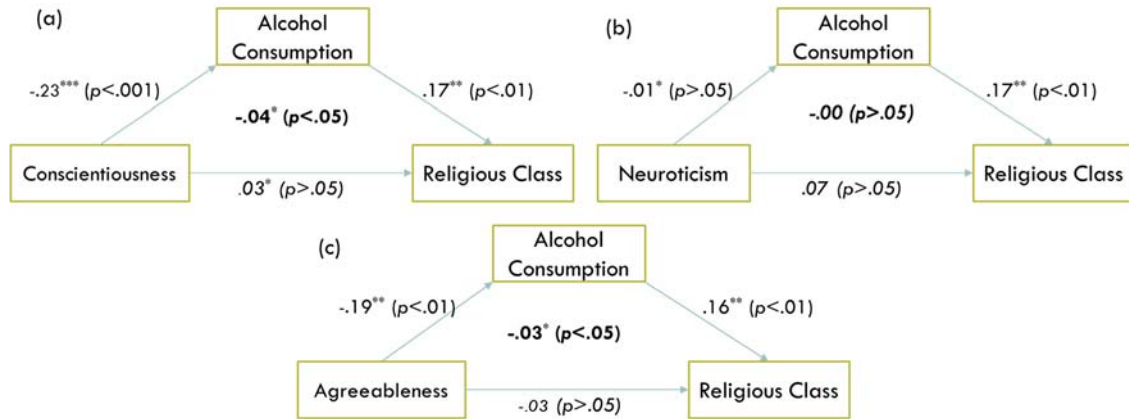 (a)
Alcohol
Consumption
-.23*** (p<.001)
.17** (p<.01)
-.04* (p<.05)
Conscientiousness
Religious Class
.03* (p>.05)
(b)
Alcohol
Consumption
-.01* (p>.05)
.17** (p<.01)
-.00 (p>.05)
Neuroticism
Religious Class
.07 (p>.05)
(c)
Alcohol
Consumption
-.19** (p<.01)
.16** (p<.01)
-.03* (p<.05)
Agreeableness
Religious Class
-.03 (p>.05)